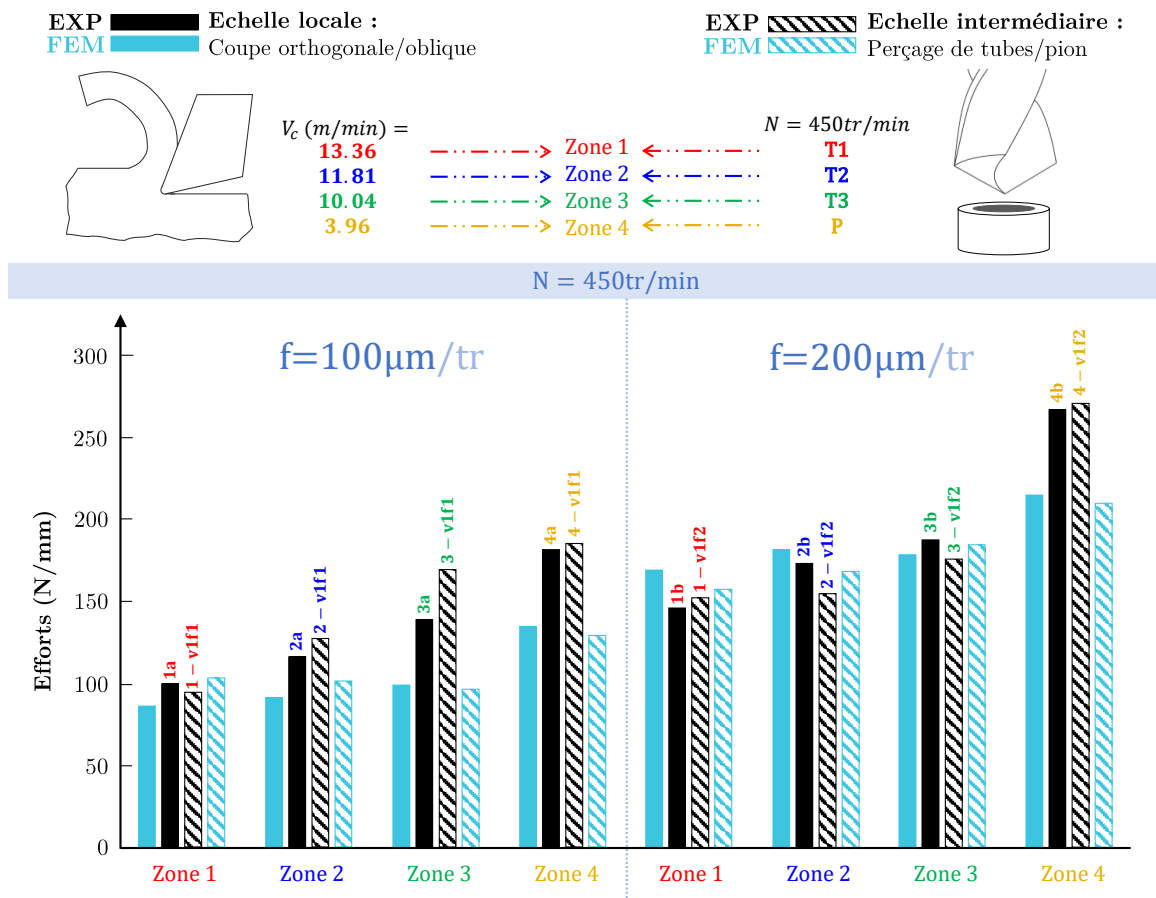 EXP Echelle locale :
FEM Coupe orthogonale/oblique
EXP Echelle intermédiaire :
FEM Perçage de tubes/pion
V_c (m/min) =
13.36
11.81
10.04
3.96
Zone 1
Zone 2
Zone 3
Zone 4
N = 450tr/min
T1
T2
T3
P
N = 450tr/min
f=100μm/tr
f=200μm/tr
Efforts (N/mm)
300
250
200
150
100
50
0
1a
1 − v1f1
2a
2 − v1f1
3a
3 − v1f1
4a
4 − v1f1
1b
1 − v1f2
2b
2 − v1f2
3b
3 − v1f2
4b
4 − v1f2
Zone 1
Zone 2
Zone 3
Zone 4
Zone 1
Zone 2
Zone 3
Zone 4